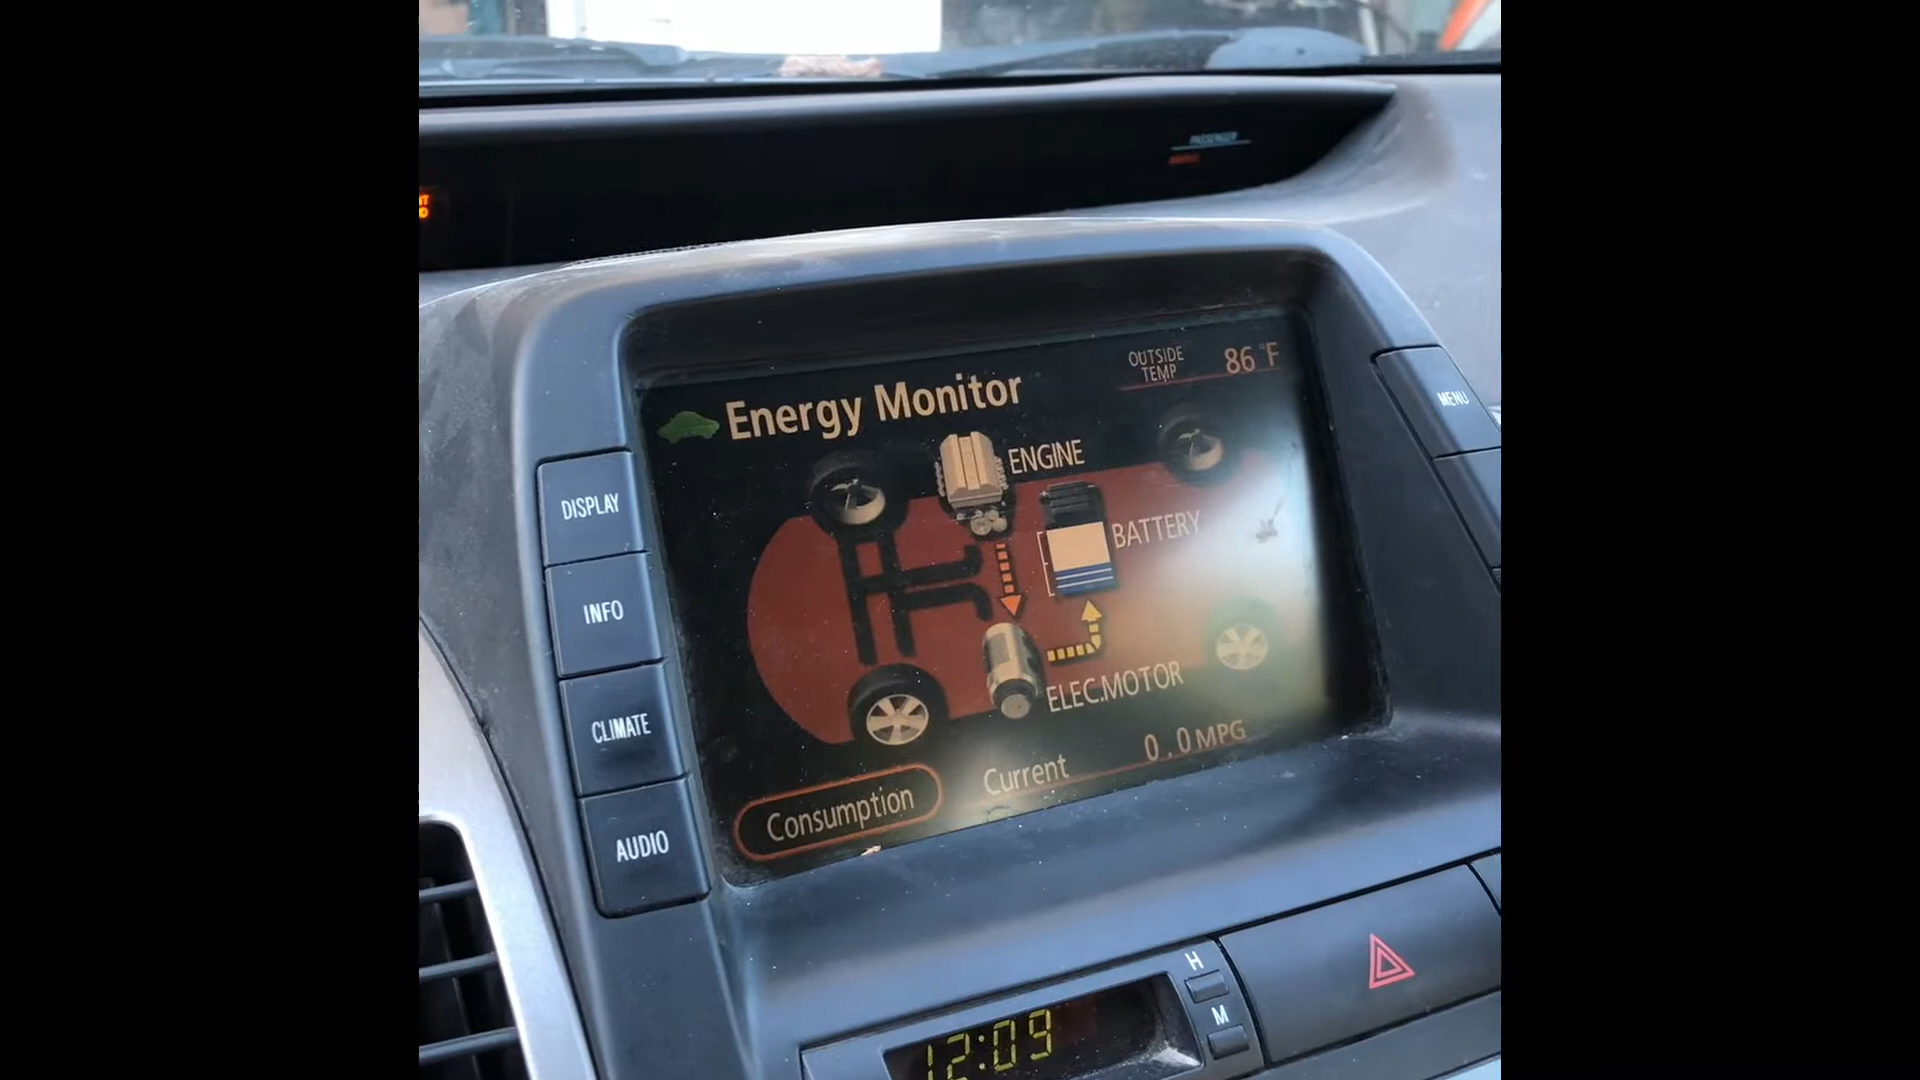 PASSENGER
OUTSIDE
TEMP
86°F
Energy Monitor
MENU
ENGINE
DISPLAY
BATTERY
INFO
ELEC.MOTOR
CLIMATE
Current
0.0 MPG
Consumption
AUDIO
H
M
12:09